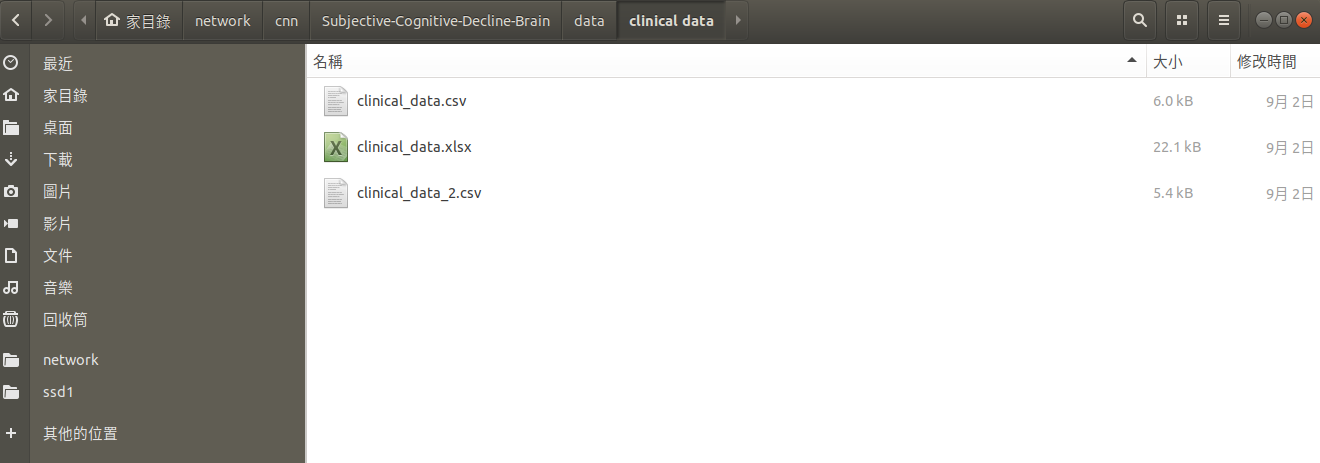 家目錄 network cnn Subjective-Cognitive-Decline-Brain data clinical data
最近
家目錄
桌面
下載
圖片
影片
文件
音樂
回收筒
network
ssd1
其他的位置
名稱 大小 修改時間
clinical_data.csv 6.0 kB 9月 2日
clinical_data.xlsx 22.1 kB 9月 2日
clinical_data_2.csv 5.4 kB 9月 2日